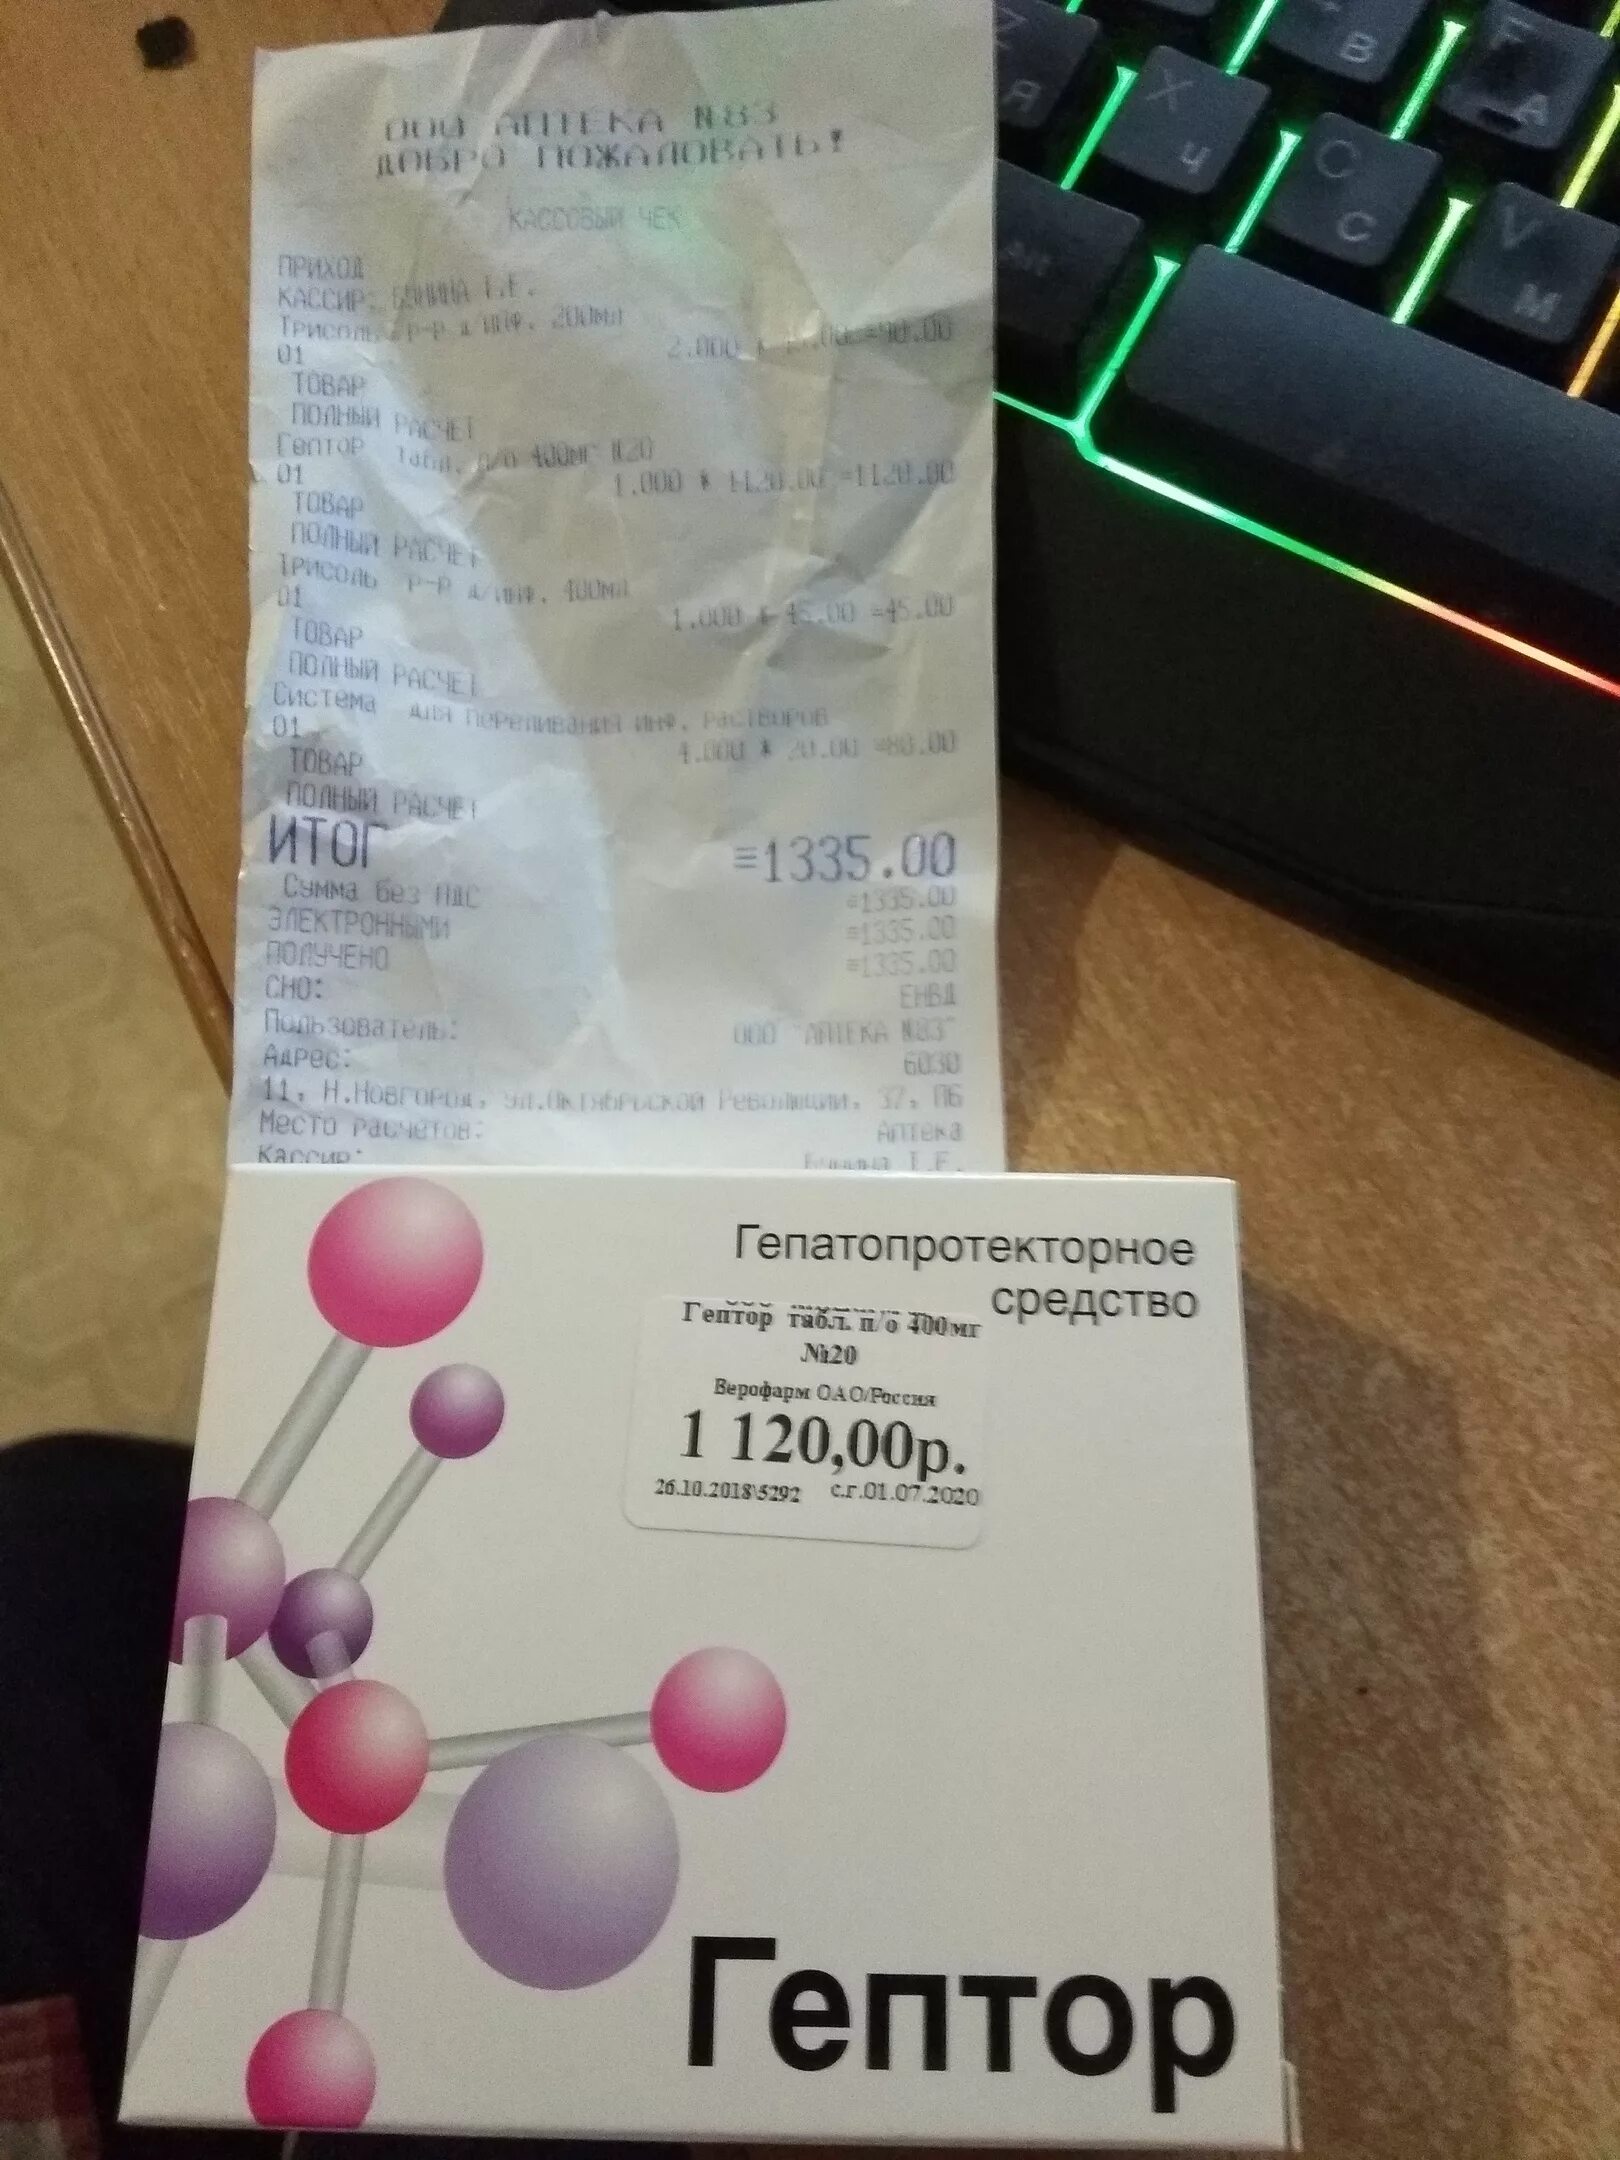 ООО АПТЕКА №83
ДОБРО ПОЖАЛОВАТЬ!
КАССОВЫЙ ЧЕК
ПРИХОД
КАССИР: Е.
Трисоль р-р д/инф. 200мл
01 2.000 * =90.00
ТОВАР
ПОЛНЫЙ РАСЧЕТ
Гептор табл. п/о 400мг №20
01 1.000 * 1120.00 =1120.00
ТОВАР
ПОЛНЫЙ РАСЧЕТ
Трисоль р-р д/инф. 400мл
01 1.000 * 45.00 =45.00
ТОВАР
ПОЛНЫЙ РАСЧЕТ
Система для переливания инф. растворов
01 4.000 * 20.00 =80.00
ТОВАР
ПОЛНЫЙ РАСЧЕТ
ИТОГ ≡1335.00
Сумма без НДС ≡1335.00
ЭЛЕКТРОННЫМИ ≡1335.00
ПОЛУЧЕНО ≡1335.00
СНО: ЕНВД
Пользователь: ООО "АПТЕКА №83"
Адрес: 6030
11, Н.Новгород, ул.Октябрьской Революции, 37, П6
Место расчетов: Аптека
Кассир: Е.
Гепатопротекторное
средство
Гептор табл. п/о 400мг
№20
Верофарм ОАО/Россия
1 120,00р.
26.10.2018\5292 с.г.01.07.2020
Гептор
Z Я
X Ч
C С
V М
В
F А
Alt